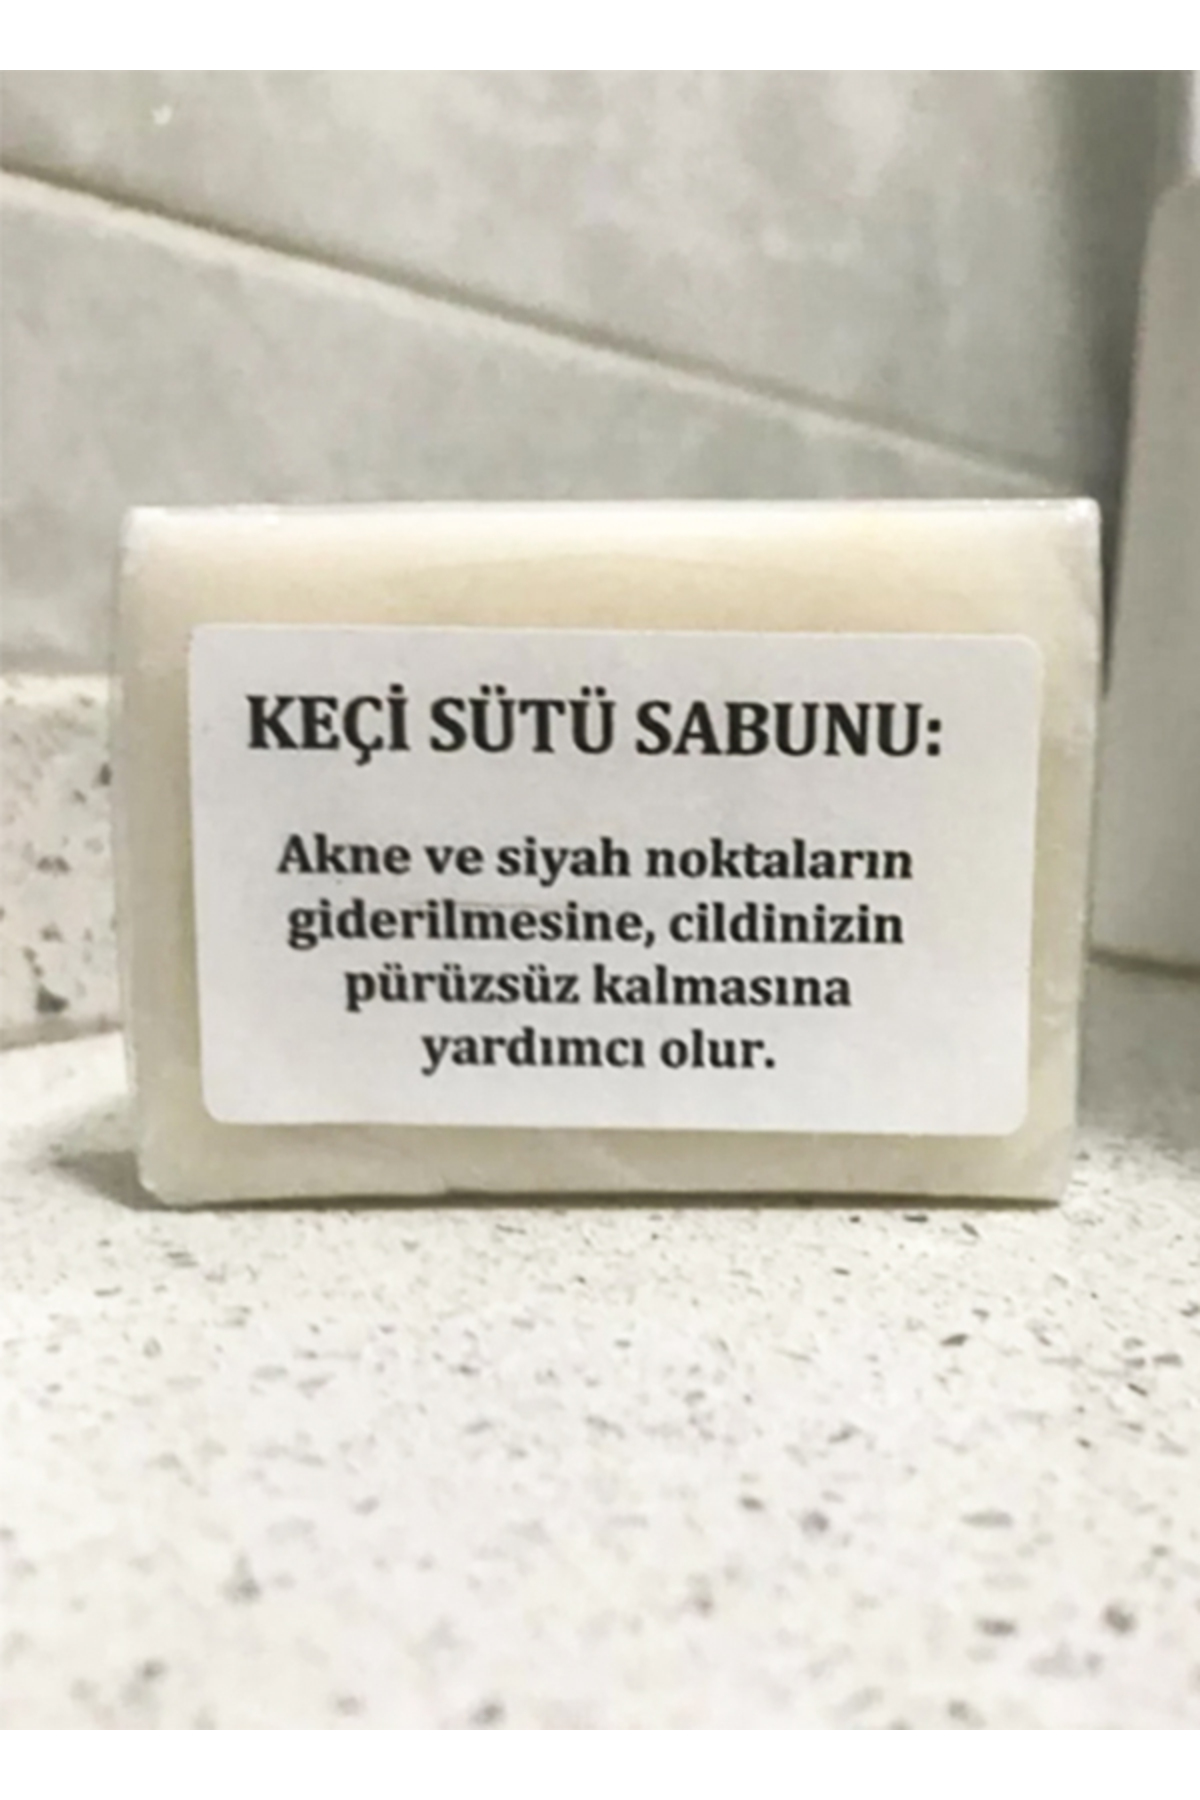 KEÇİ SÜTÜ SABUNU:
Akne ve siyah noktaların
giderilmesine, cildinizin
pürüzsüz kalmasına
yardımcı olur.